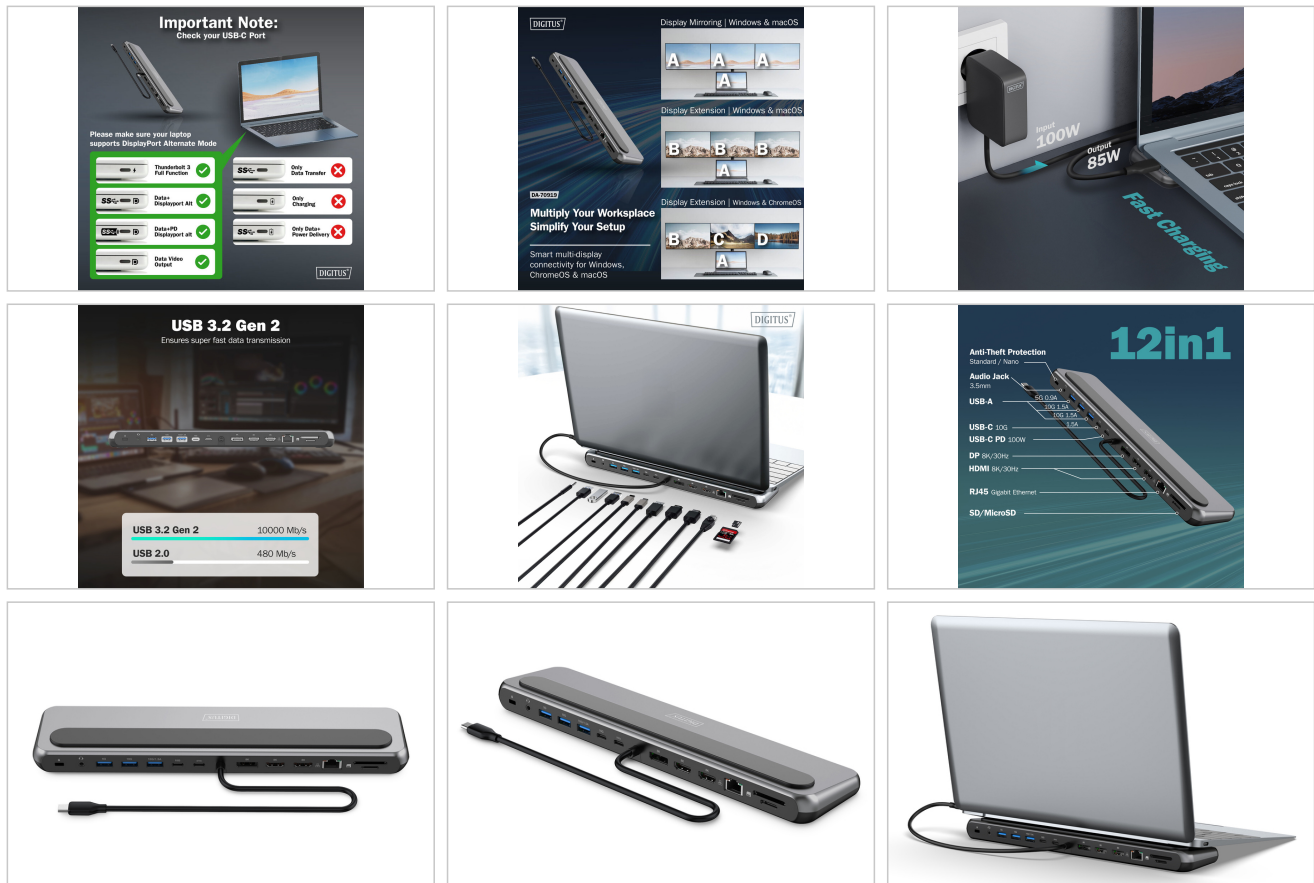 Important Note:
Check your USB-C Port
Please make sure your laptop
supports DisplayPort Alternate Mode
Thunderbolt 3
Full Function
SS
Only
Data Transfer
SS
Data+
Displayport Alt
Only
Charging
SS
Data+PD
Displayport alt
SS
Only Data+
Power Delivery
Data Video
Output
DIGITUS®
DIGITUS®
Display Mirroring | Windows & macOS
A A A
A
Display Extension | Windows & macOS
B B B
A
DA-70919
Multiply Your Worksplace
Simplify Your Setup
Display Extension | Windows & ChromeOS
B C D
A
Smart multi-display
connectivity for Windows,
ChromeOS & macOS
DIGITUS
Input
100W
Output
85W
Fast Charging
USB 3.2 Gen 2
Ensures super fast data transmission
USB 3.2 Gen 2 10000 Mb/s
USB 2.0 480 Mb/s
DIGITUS®
12in1
Anti-Theft Protection
Standard / Nano
Audio Jack
3.5mm
5G 0.9A
USB-A
10G 1.5A
10G 1.5A
USB-C 10G
1.5A
USB-C PD 100W
DP 8K/30Hz
HDMI 8K/30Hz
RJ45 Gigabit Ethernet
SD/MicroSD
DIGITUS
DIGITUS